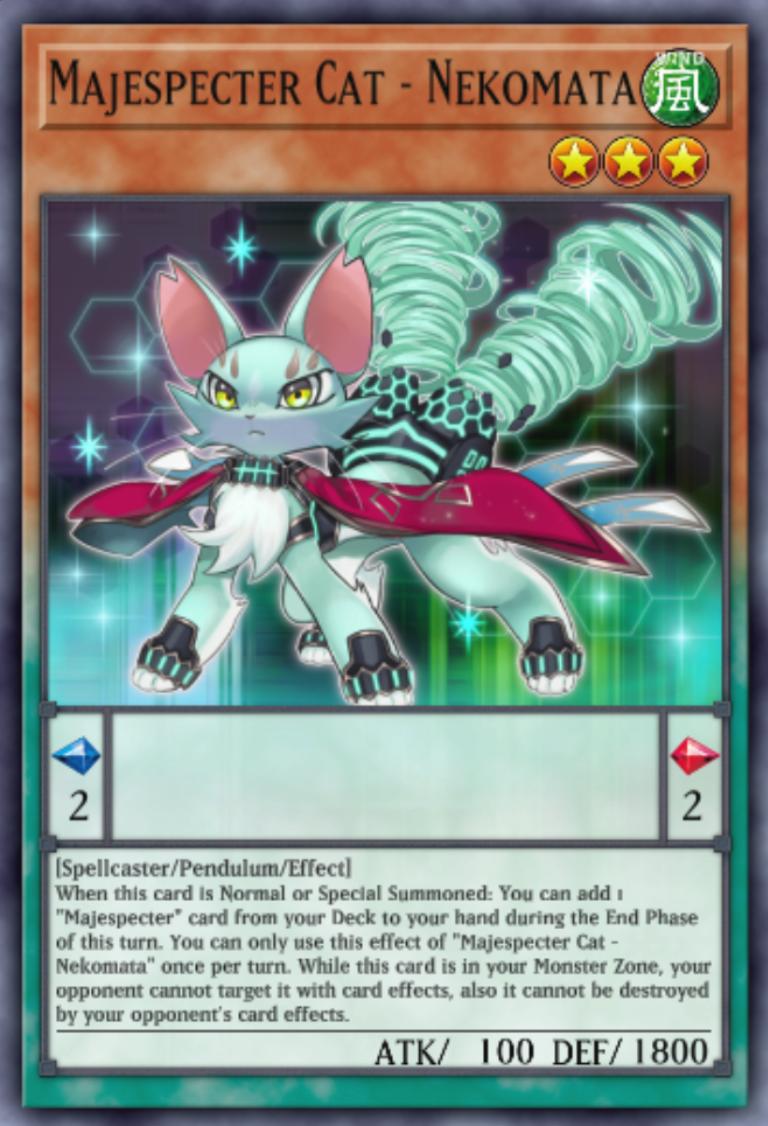 Majespecter Cat - Nekomata
WIND
風
2
2
[Spellcaster/Pendulum/Effect]
When this card is Normal or Special Summoned: You can add 1
"Majespecter" card from your Deck to your hand during the End Phase
of this turn. You can only use this effect of "Majespecter Cat -
Nekomata" once per turn. While this card is in your Monster Zone, your
opponent cannot target it with card effects, also it cannot be destroyed
by your opponent's card effects.
ATK/ 100 DEF/ 1800